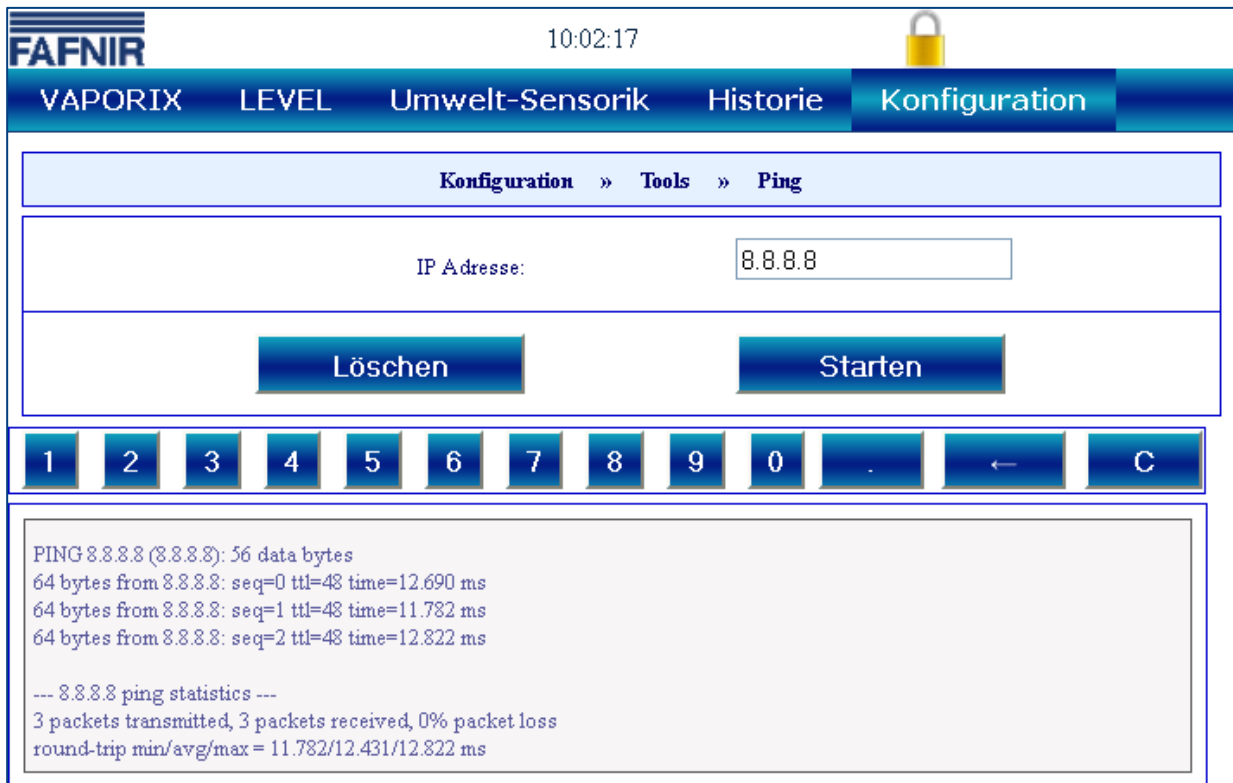 FAFNIR
10:02:17
VAPORIX LEVEL Umwelt-Sensorik Historie Konfiguration
Konfiguration » Tools » Ping
IP Adresse: 8.8.8.8
Löschen Starten
1 2 3 4 5 6 7 8 9 0 . ← C
PING 8.8.8.8 (8.8.8.8): 56 data bytes
64 bytes from 8.8.8.8: seq=0 ttl=48 time=12.690 ms
64 bytes from 8.8.8.8: seq=1 ttl=48 time=11.782 ms
64 bytes from 8.8.8.8: seq=2 ttl=48 time=12.822 ms
--- 8.8.8.8 ping statistics ---
3 packets transmitted, 3 packets received, 0% packet loss
round-trip min/avg/max = 11.782/12.431/12.822 ms